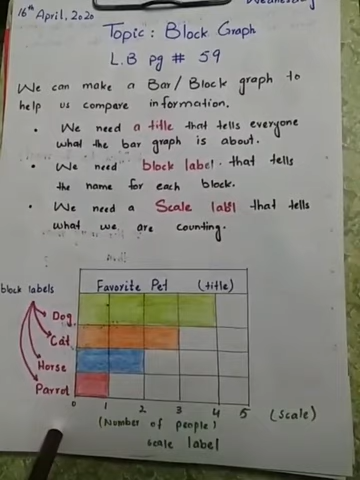 Wednesday
16th April, 2020
Topic: Block Graph
L.B pg # 59
We can make a Bar/Block graph to
help us compare information.
• We need a title that tells everyone
what the bar graph is about.
• We need block label. that tells
the name for each block.
• We need a Scale label that tells
what we are counting.
block labels
Favorite Pet (title)
Dog
Cat
Horse
Parrot
0 1 2 3 4 5 (Scale)
(Number of people)
scale label